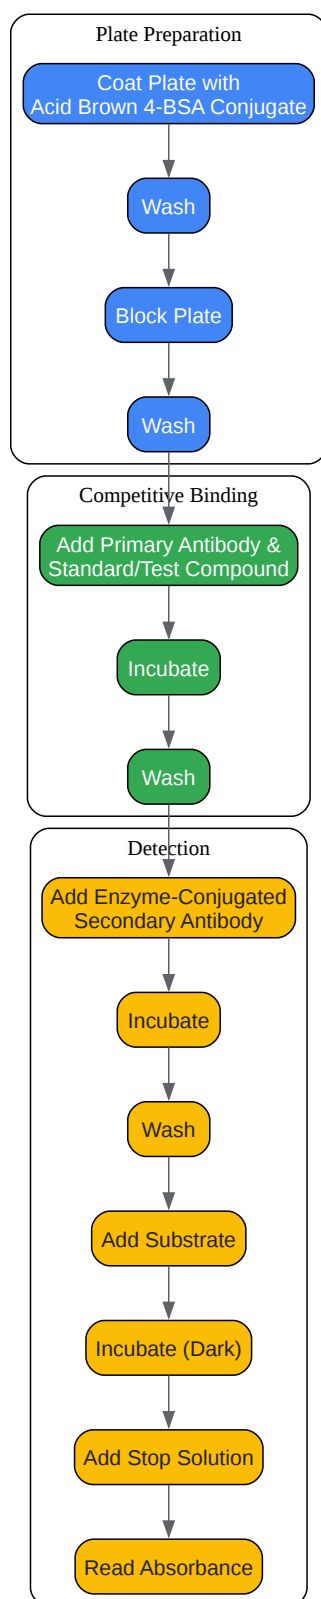 Plate Preparation
Coat Plate with
Acid Brown 4-BSA Conjugate
Wash
Block Plate
Wash
Competitive Binding
Add Primary Antibody &
Standard/Test Compound
Incubate
Wash
Detection
Add Enzyme-Conjugated
Secondary Antibody
Incubate
Wash
Add Substrate
Incubate (Dark)
Add Stop Solution
Read Absorbance